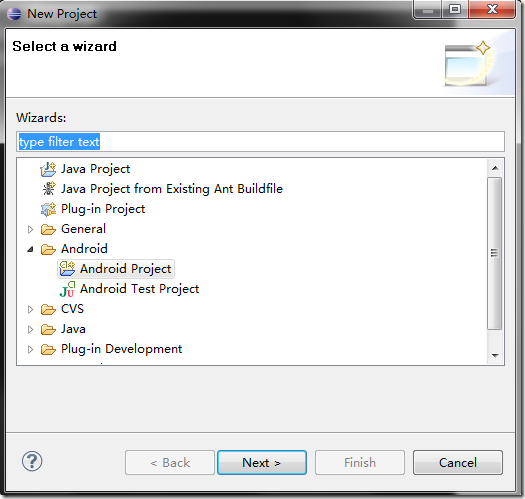 New Project
Select a wizard
Wizards:
type filter text
Java Project
Java Project from Existing Ant Buildfile
Plug-in Project
General
Android
Android Project
Android Test Project
CVS
Java
Plug-in Development
< Back
Next >
Finish
Cancel